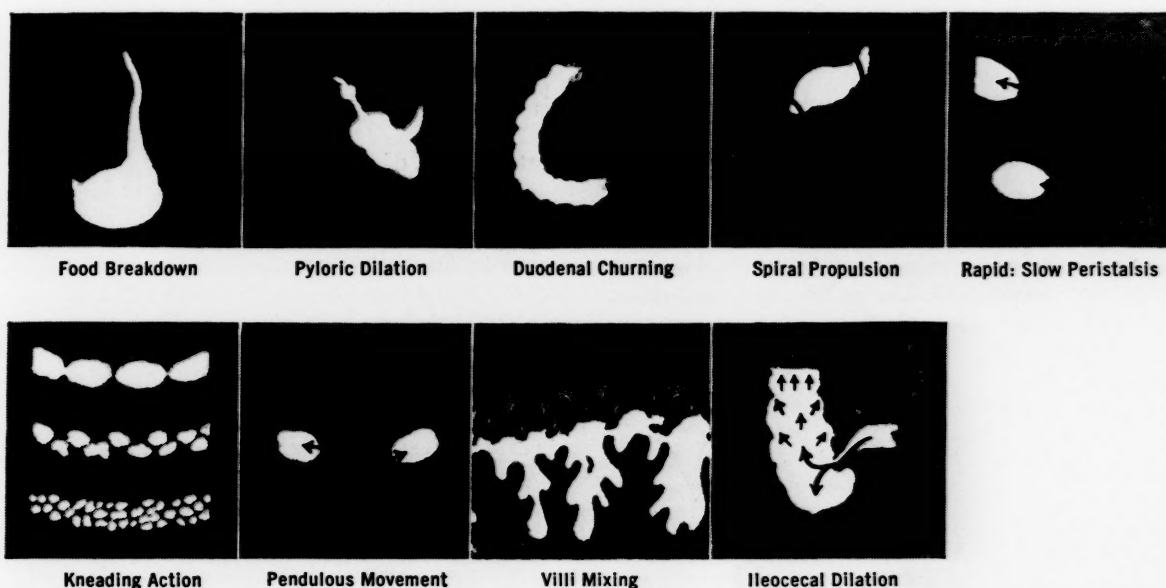 Food Breakdown
Pyloric Dilation
Duodenal Churning
Spiral Propulsion
Rapid: Slow Peristalsis
Kneading Action
Pendulous Movement
Villi Mixing
Ileocecal Dilation